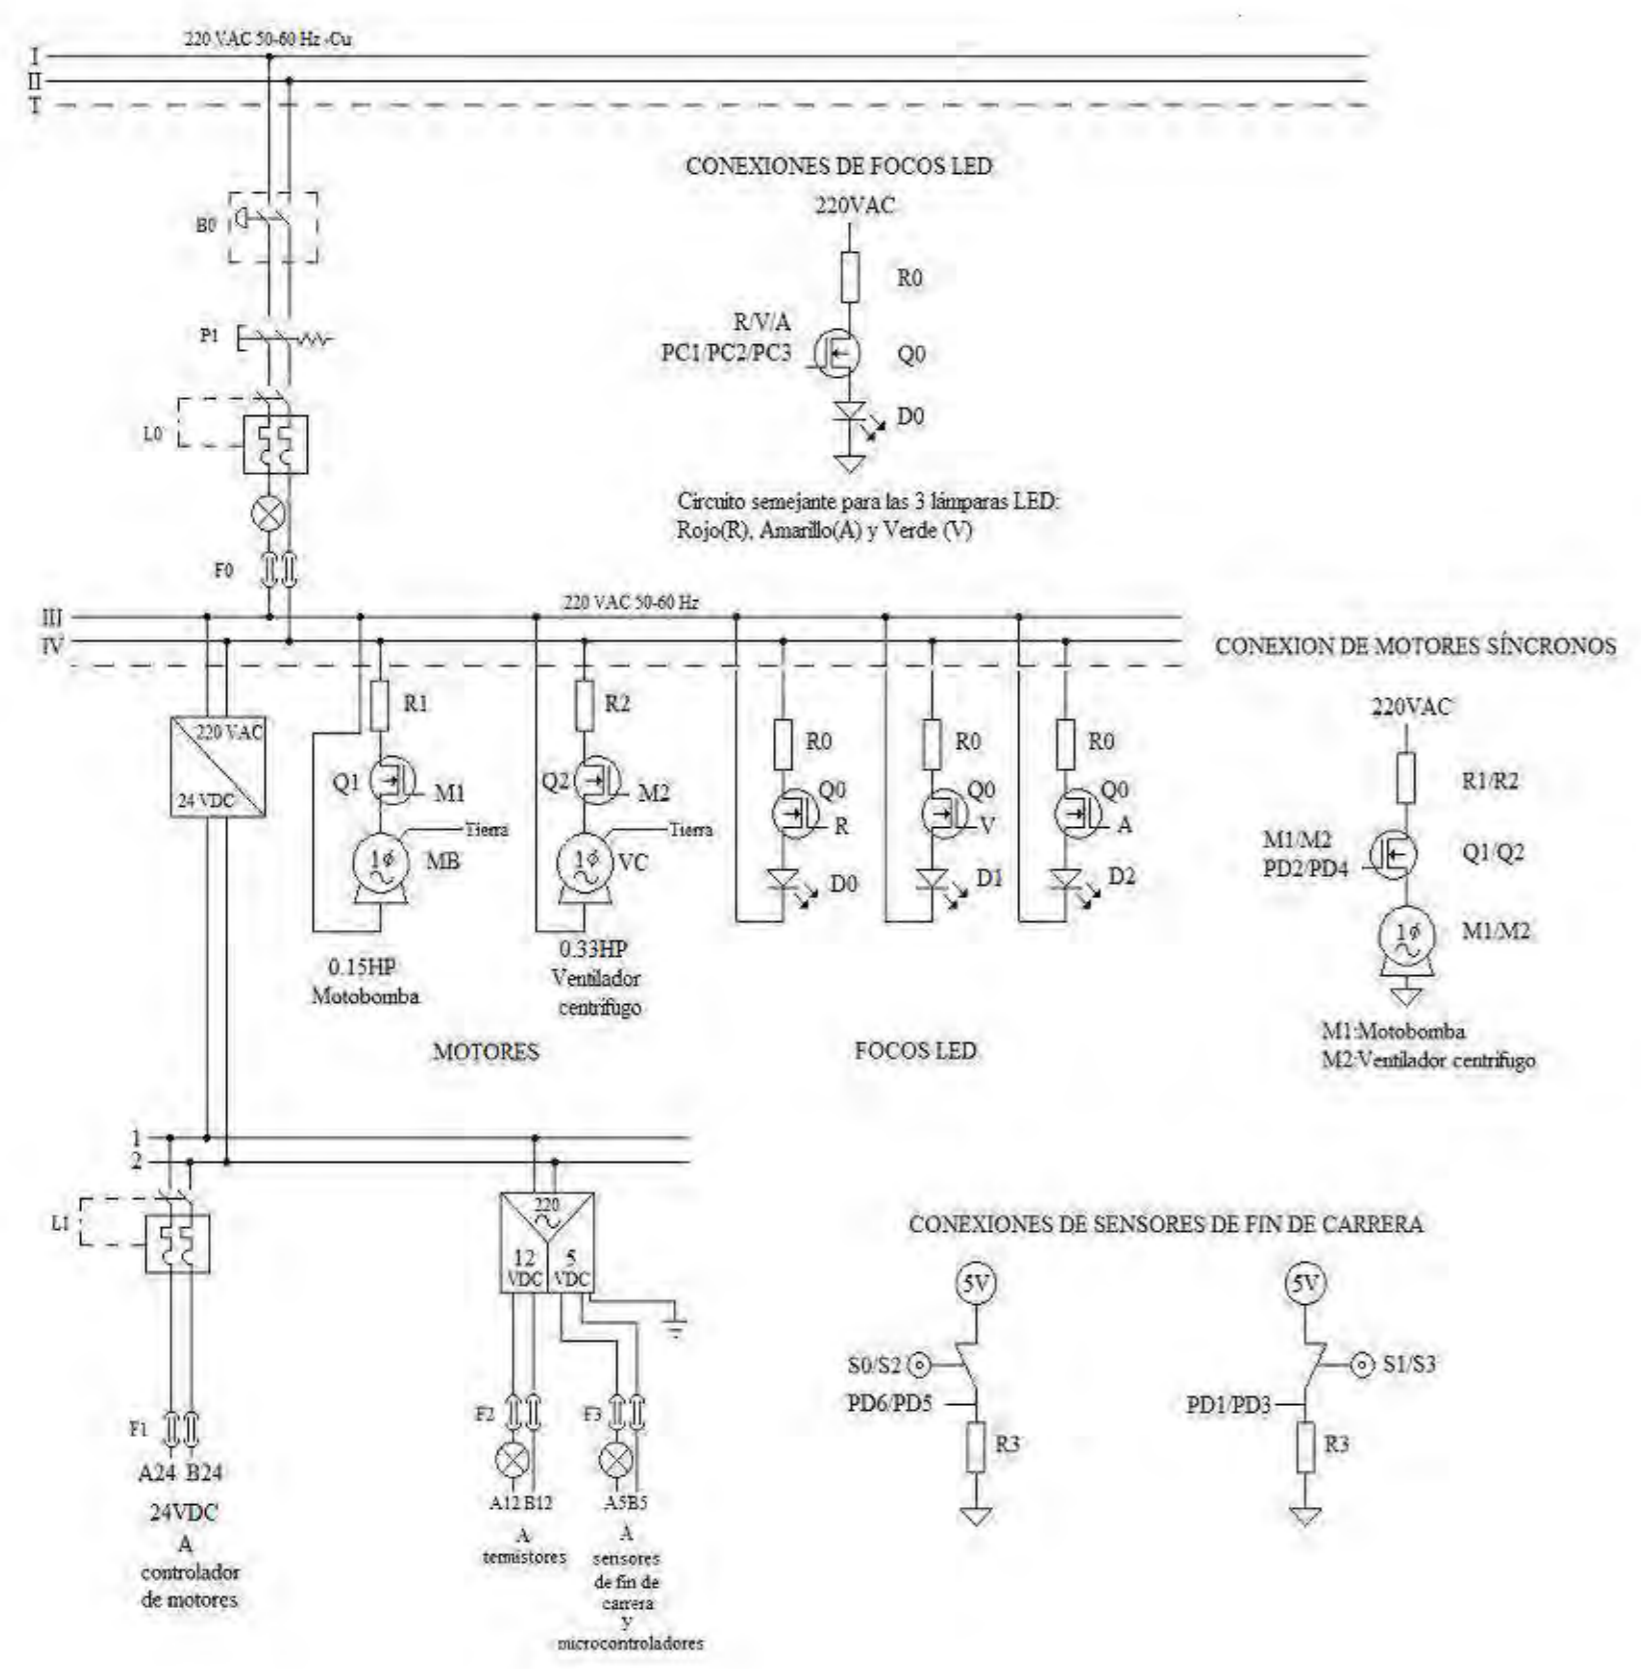 220 VAC 50-60 Hz -Cu
I
II
T
CONEXIONES DE FOCOS LED
220VAC
B0
R0
P1
R/V/A
PC1/PC2/PC3
Q0
L0
D0
Circuito semejante para las 3 lámparas LED:
Rojo(R), Amarillo(A) y Verde (V)
F0
220 VAC 50-60 Hz
III
IV
CONEXION DE MOTORES SÍNCRONOS
220VAC
R1
R2
220 VAC
24 VDC
R0
R0
R0
R1/R2
Q1
M1
Q2
M2
Q0
R
Q0
V
Q0
A
M1/M2
PD2/PD4
Q1/Q2
Tierra
Tierra
1ϕ
MB
1ϕ
VC
D0
D1
D2
1ϕ
M1/M2
0.15HP
Motobomba
0.33HP
Ventilador
centrifugo
M1:Motobomba
M2:Ventilador centrifugo
MOTORES
FOCOS LED
1
2
L1
220
12
VDC
5
VDC
CONEXIONES DE SENSORES DE FIN DE CARRERA
5V
5V
S0/S2
S1/S3
PD6/PD5
PD1/PD3
R3
R3
F1
F2
F3
A24 B24
A12 B12
A5B5
24VDC
A
controlador
de motores
A
termistores
A
sensores
de fin de
carrera
y
microcontroladores